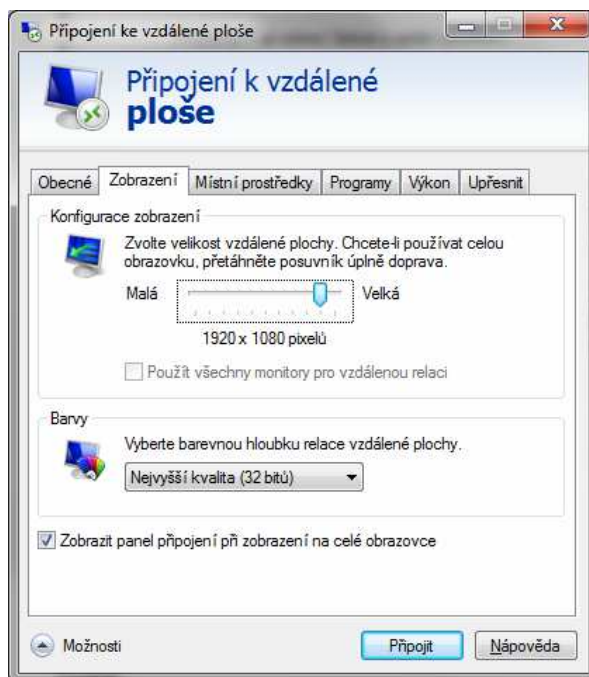 Připojení ke vzdálené ploše
Připojení k vzdálené
ploše
Obecné Zobrazení Místní prostředky Programy Výkon Upřesnit
Konfigurace zobrazení
Zvolte velikost vzdálené plochy. Chcete-li používat celou
obrazovku, přetáhněte posuvník úplně doprava.
Malá Velká
1920 x 1080 pixelů
Použít všechny monitory pro vzdálenou relaci
Barvy
Vyberte barevnou hloubku relace vzdálené plochy.
Nejvyšší kvalita (32 bitů)
Zobrazit panel připojení při zobrazení na celé obrazovce
Možnosti Připojit Nápověda